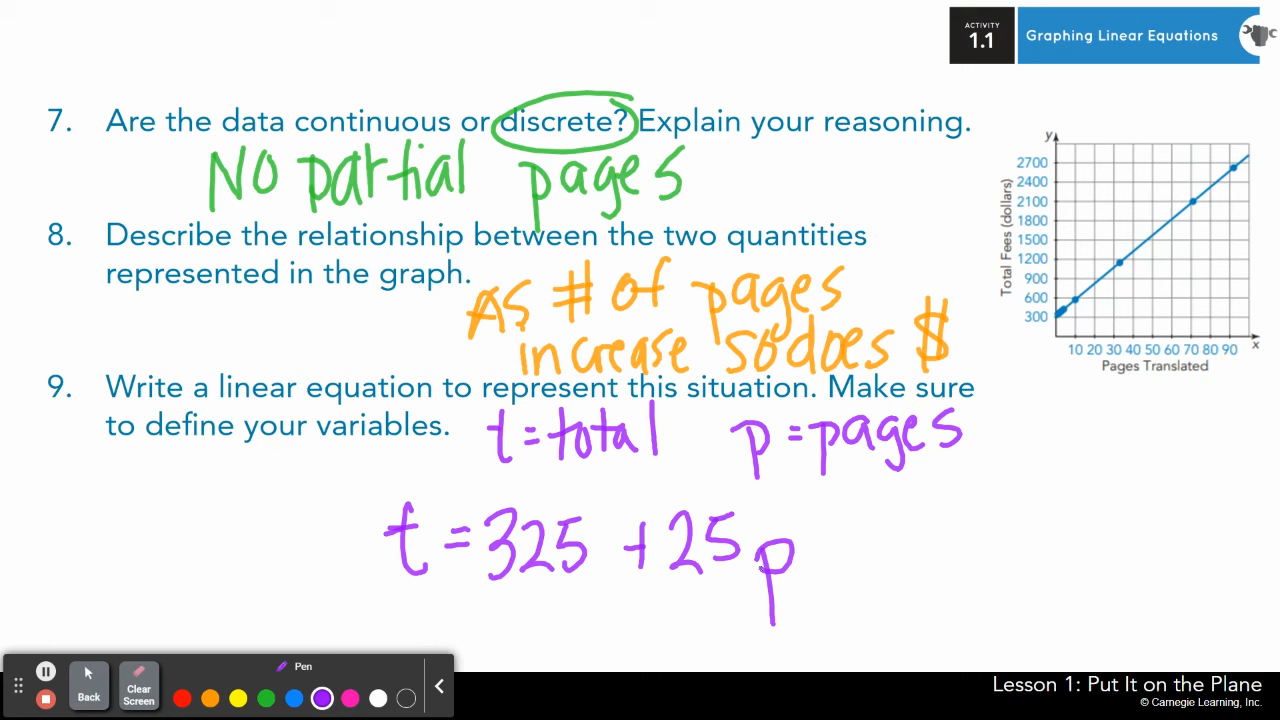 ACTIVITY
1.1
Graphing Linear Equations
7. Are the data continuous or discrete? Explain your reasoning.
No partial pages
8. Describe the relationship between the two quantities
represented in the graph.
As # of pages
increase so does $
9. Write a linear equation to represent this situation. Make sure
to define your variables.
t = total p = pages
t = 325 + 25p
y
Total Fees (dollars)
2700
2400
2100
1800
1500
1200
900
600
300
10 20 30 40 50 60 70 80 90 x
Pages Translated
Pen
Back
Clear
Screen
Lesson 1: Put It on the Plane
© Carnegie Learning, Inc.